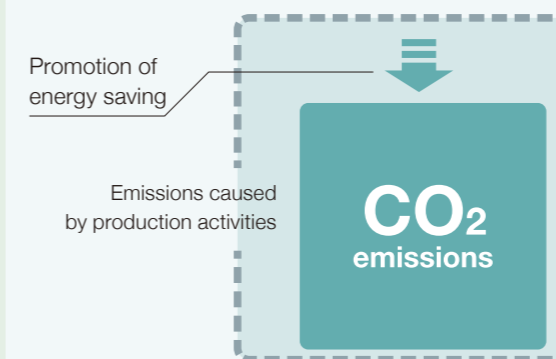 Promotion of
energy saving
Emissions caused
by production activities
CO₂
emissions